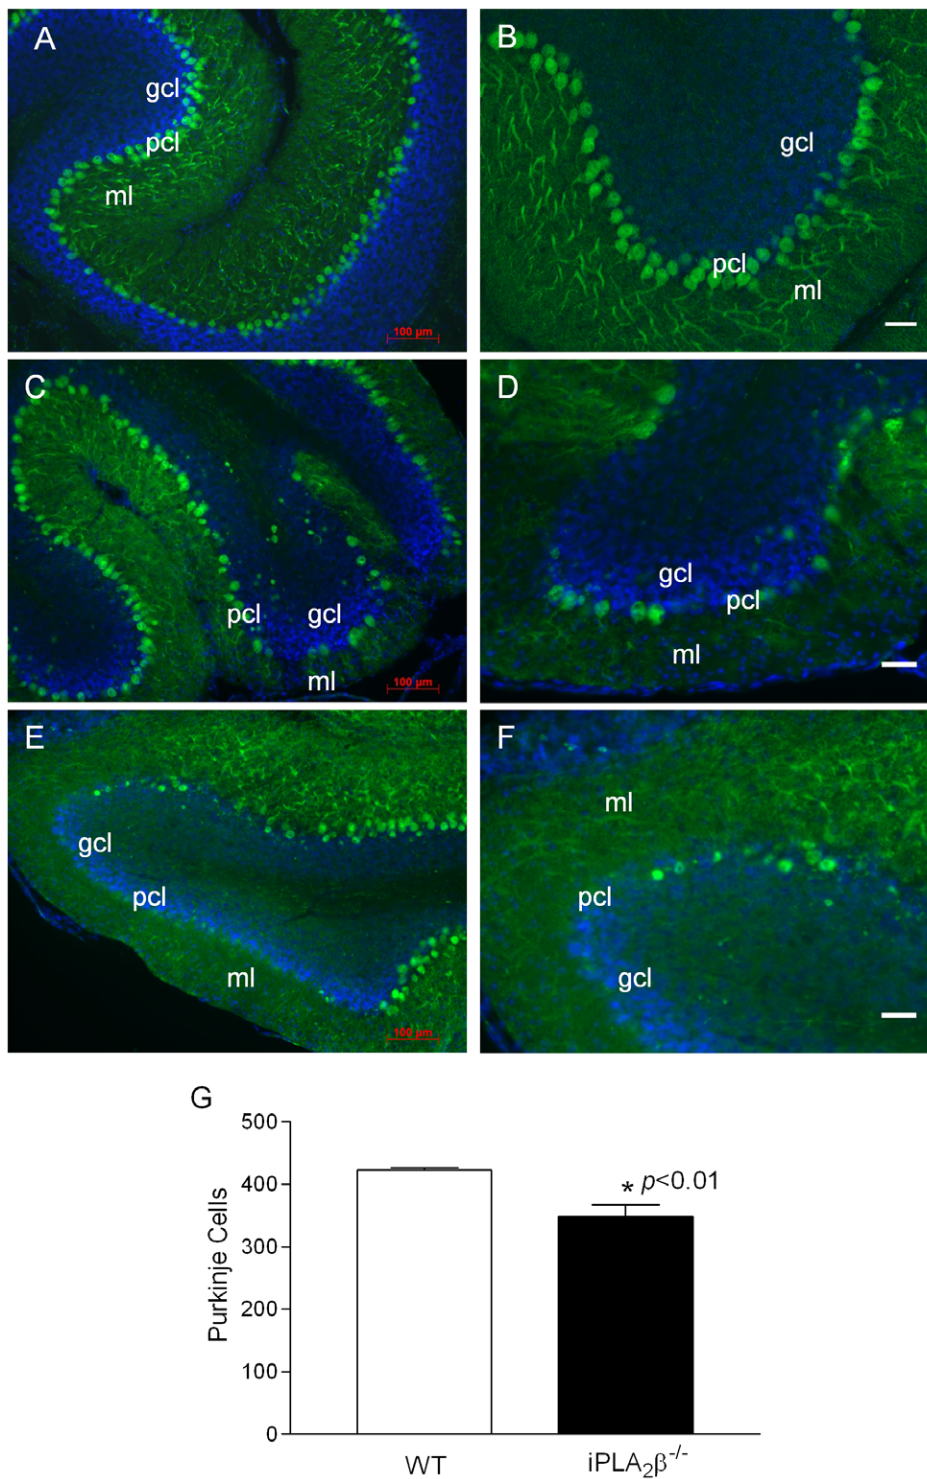 A
gcl
pcl
ml
100 µm
B
gcl
pcl
ml
C
pcl
gcl
ml
100 µm
D
gcl
pcl
ml
E
gcl
pcl
ml
100 µm
F
ml
pcl
gcl
G
500
400
300
200
100
0
Purkinje Cells
* p<0.01
WT
iPLA₂β⁻/⁻